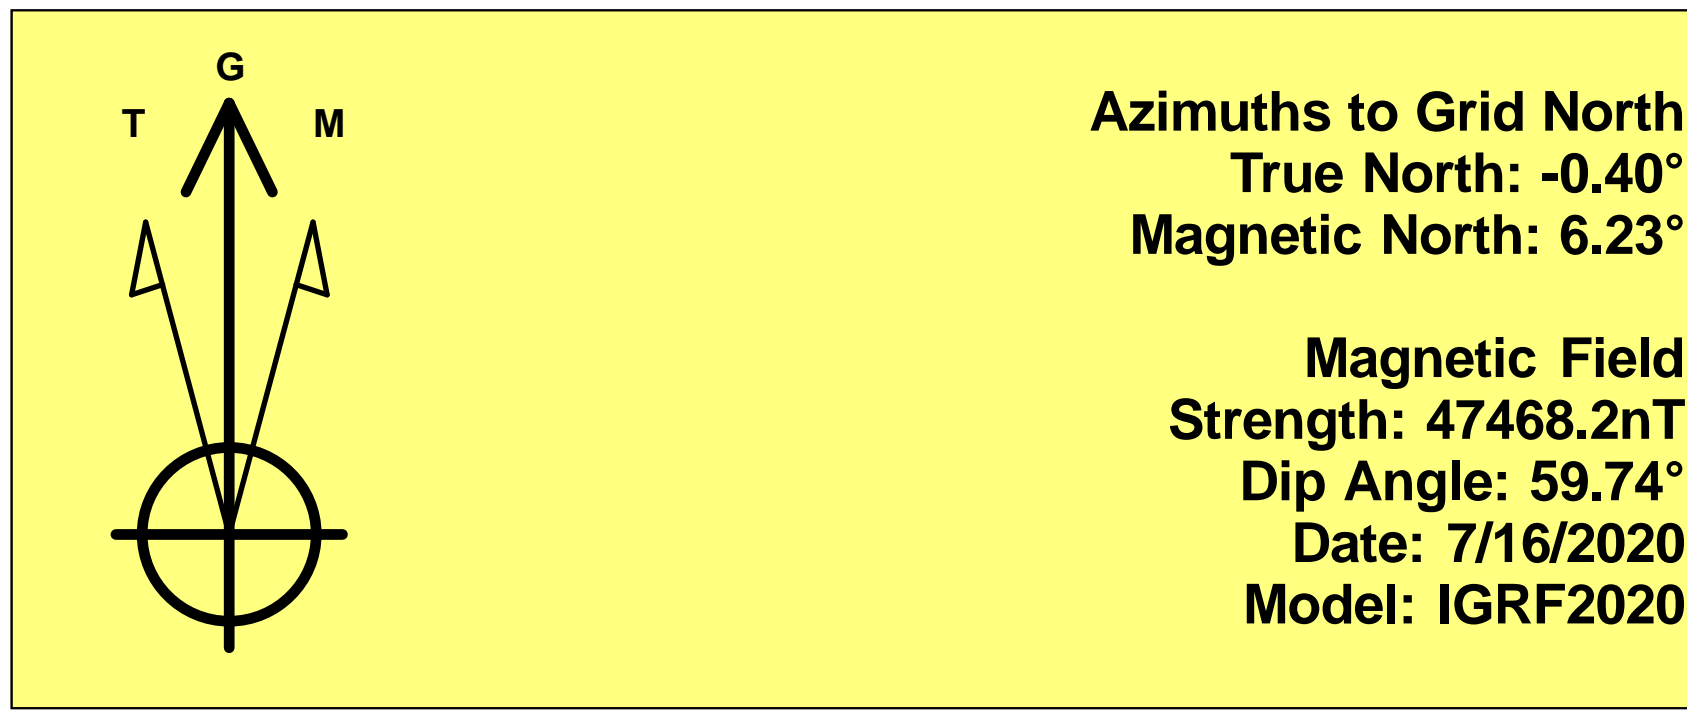 G
T
M
Azimuths to Grid North
True North: -0.40°
Magnetic North: 6.23°
Magnetic Field
Strength: 47468.2nT
Dip Angle: 59.74°
Date: 7/16/2020
Model: IGRF2020